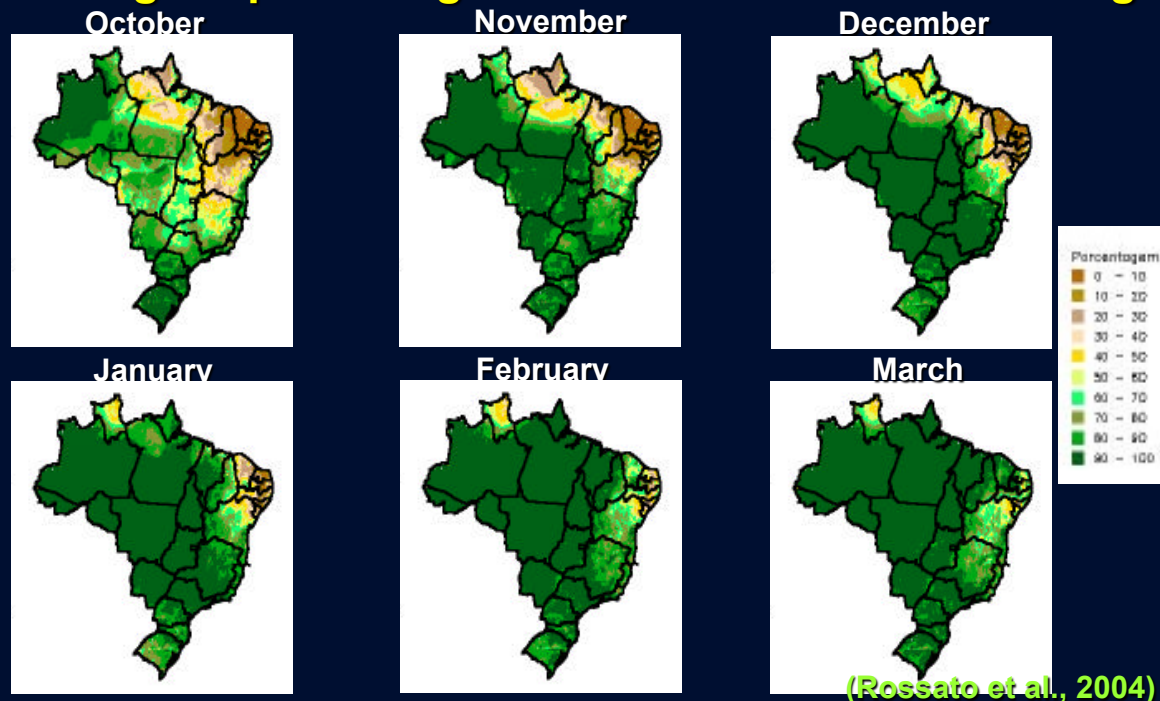 October
November
December
January
February
March
Porcentagem
0 - 10
10 - 20
20 - 30
30 - 40
40 - 50
50 - 60
60 - 70
70 - 80
80 - 90
90 - 100
(Rossato et al., 2004)